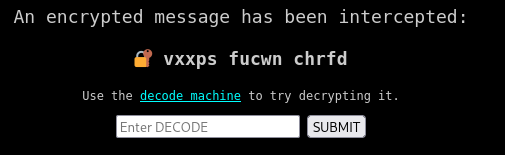 An encrypted message has been intercepted:
🔐 vxxps fucwn chrfd
Use the decode machine to try decrypting it.
Enter DECODE SUBMIT